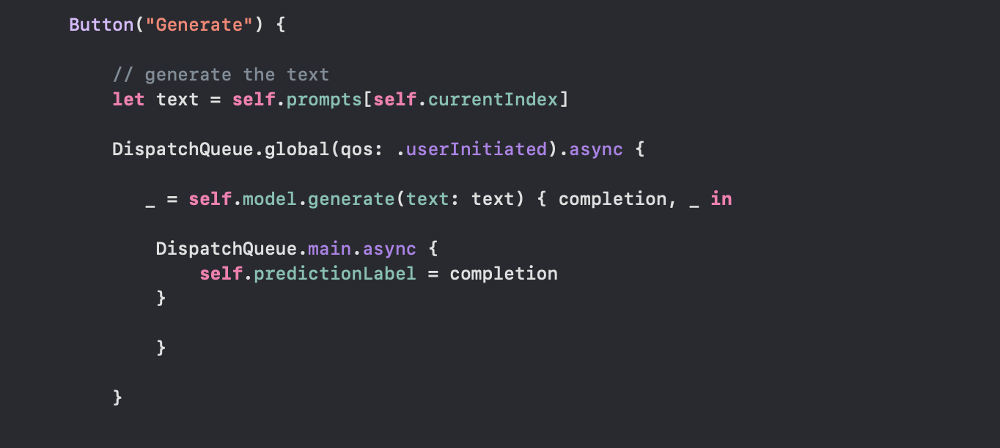 Button("Generate") {
// generate the text
let text = self.prompts[self.currentIndex]
DispatchQueue.global(qos: .userInitiated).async {
_ = self.model.generate(text: text) { completion, _ in
DispatchQueue.main.async {
self.predictionLabel = completion
}
}
}